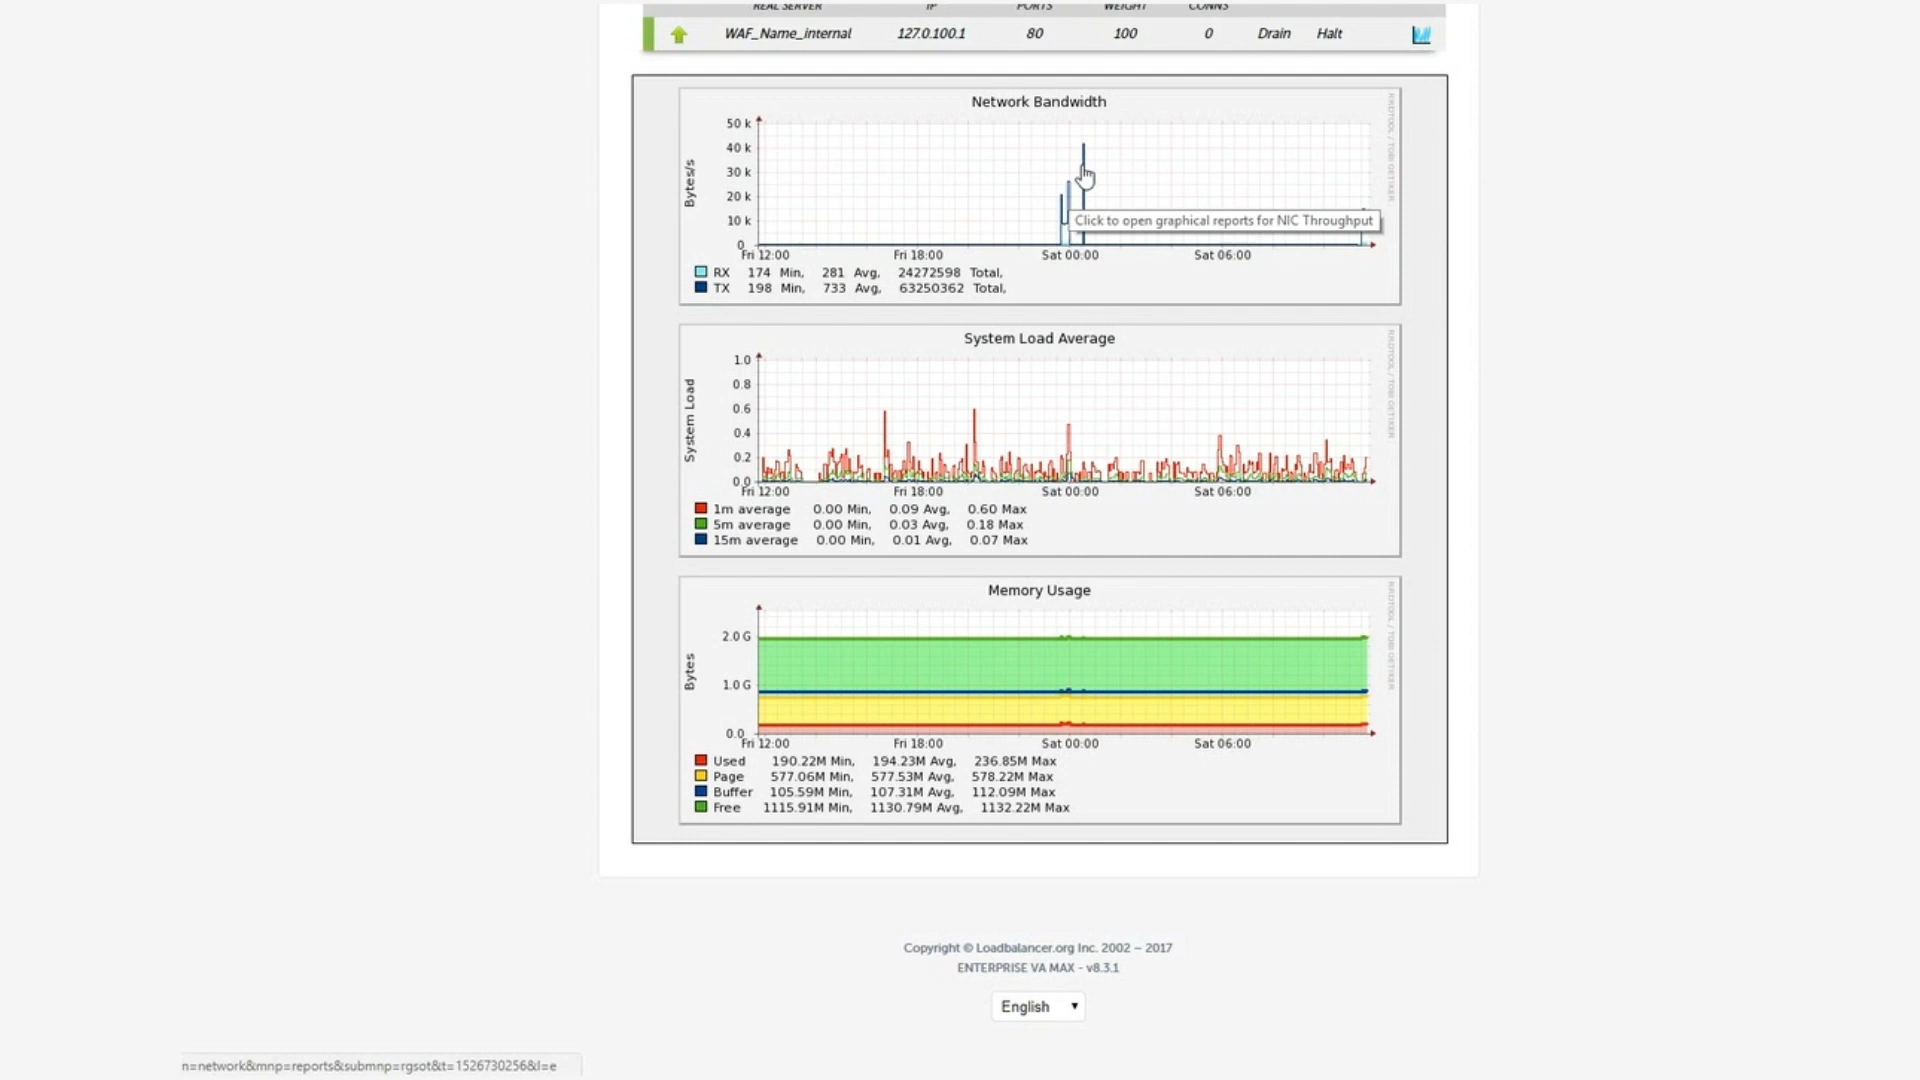 REAL SERVER IP PORTS WEIGHT CONNS
WAF_Name_internal 127.0.100.1 80 100 0 Drain Halt
Network Bandwidth
50 k
40 k
30 k
20 k
10 k
0
Bytes/s
RRDTOOL / TOBI OETIKER
Click to open graphical reports for NIC Throughput
Fri 12:00 Fri 18:00 Sat 00:00 Sat 06:00
RX 174 Min, 281 Avg, 24272598 Total,
TX 198 Min, 733 Avg, 63250362 Total,
System Load Average
1.0
0.8
0.6
0.4
0.2
0.0
System Load
RRDTOOL / TOBI OETIKER
Fri 12:00 Fri 18:00 Sat 00:00 Sat 06:00
1m average 0.00 Min, 0.09 Avg, 0.60 Max
5m average 0.00 Min, 0.03 Avg, 0.18 Max
15m average 0.00 Min, 0.01 Avg, 0.07 Max
Memory Usage
2.0 G
1.0 G
0.0
Bytes
RRDTOOL / TOBI OETIKER
Fri 12:00 Fri 18:00 Sat 00:00 Sat 06:00
Used 190.22M Min, 194.23M Avg, 236.85M Max
Page 577.06M Min, 577.53M Avg, 578.22M Max
Buffer 105.59M Min, 107.31M Avg, 112.09M Max
Free 1115.91M Min, 1130.79M Avg, 1132.22M Max
Copyright © Loadbalancer.org Inc. 2002 – 2017
ENTERPRISE VA MAX - v8.3.1
English
n=network&mnp=reports&submnp=rgsot&t=1526730256&l=e